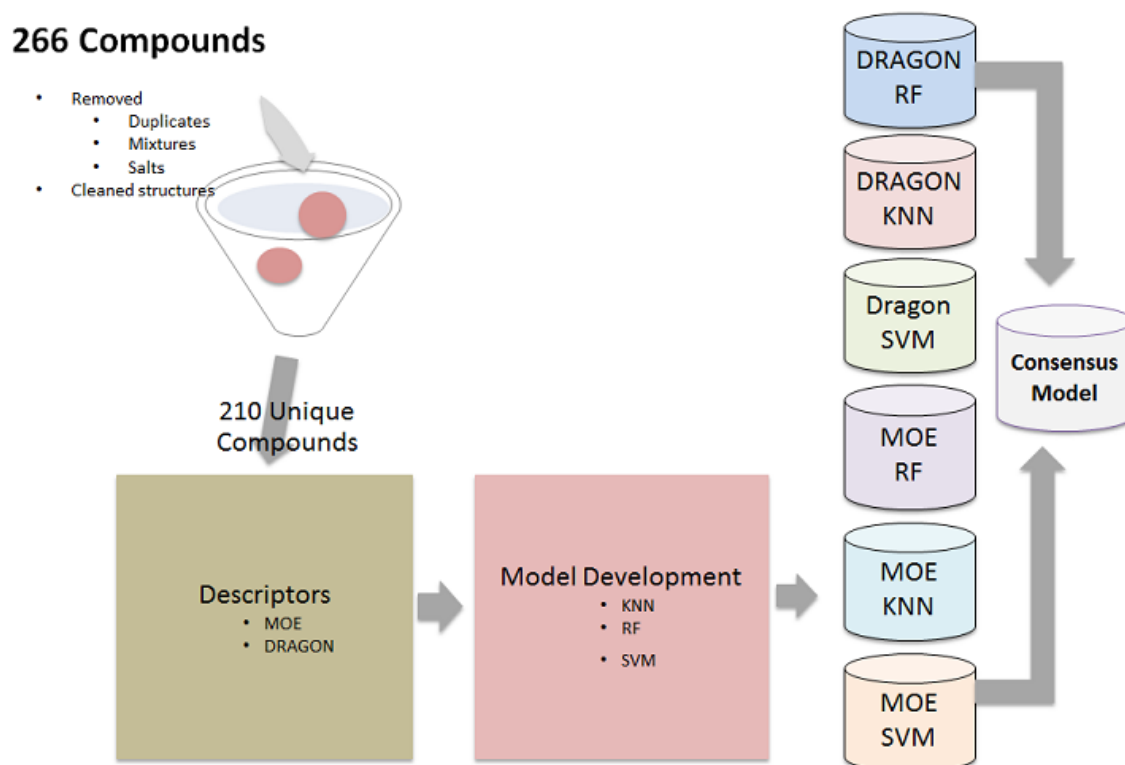 266 Compounds
• Removed
• Duplicates
• Mixtures
• Salts
• Cleaned structures
210 Unique
Compounds
Descriptors
• MOE
• DRAGON
Model Development
• KNN
• RF
• SVM
DRAGON
RF
DRAGON
KNN
Dragon
SVM
MOE
RF
MOE
KNN
MOE
SVM
Consensus
Model